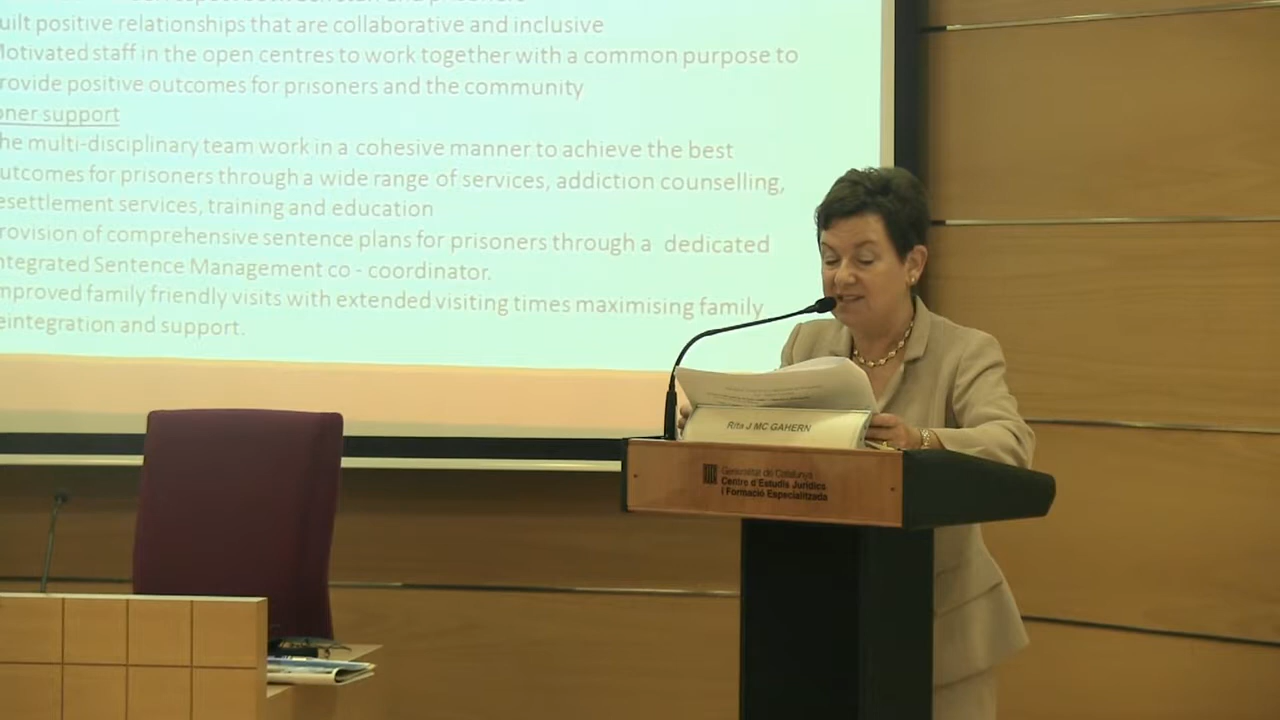 uilt positive relationships that are collaborative and inclusive
otivated staff in the open centres to work together with a common purpose to
rovide positive outcomes for prisoners and the community
oner support
he multi-disciplinary team work in a cohesive manner to achieve the best
utcomes for prisoners through a wide range of services, addiction counselling,
esettlement services, training and education
rovision of comprehensive sentence plans for prisoners through a dedicated
ntegrated Sentence Management co - coordinator.
mproved family friendly visits with extended visiting times maximising family
eintegration and support.
Rita J MC GAHERN
Generalitat de Catalunya
Centre d'Estudis Jurídics
i Formació Especialitzada